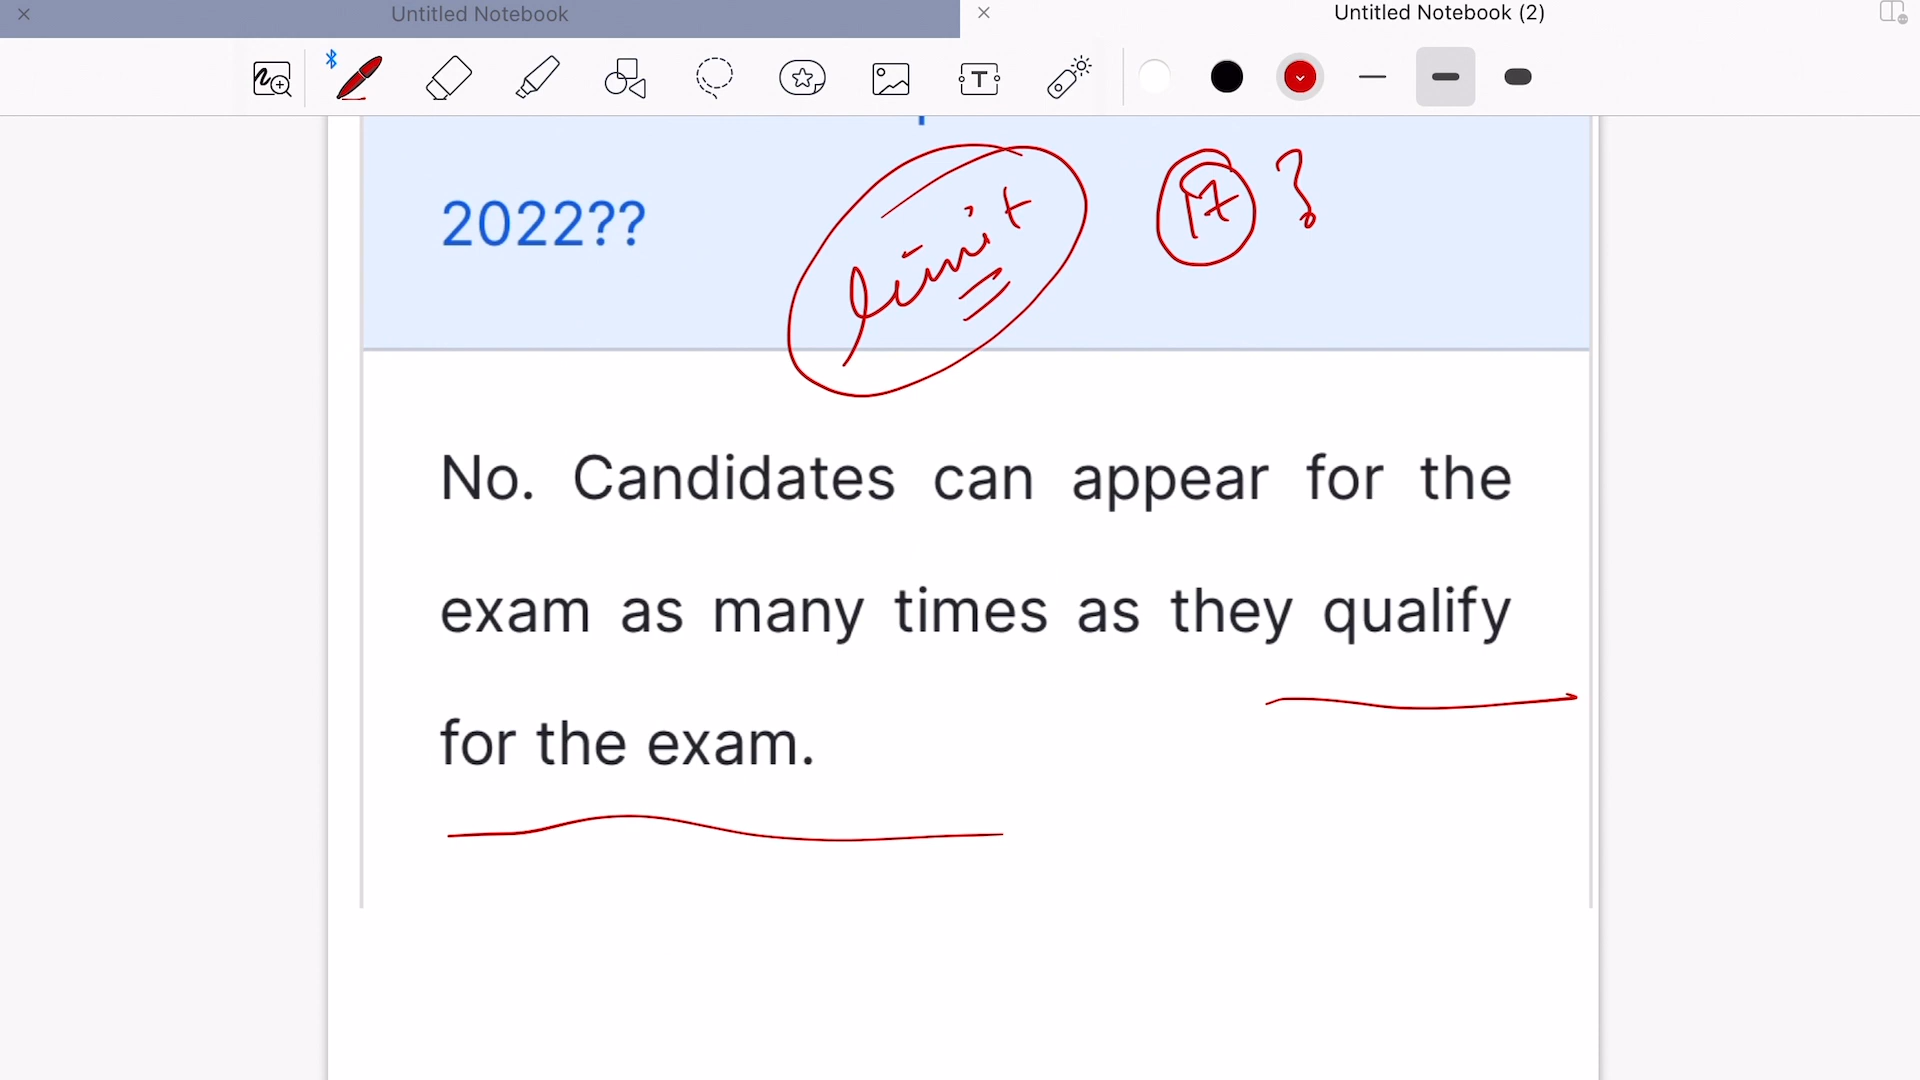 Untitled Notebook
Untitled Notebook (2)
T
2022??
limit
17 ?
No. Candidates can appear for the
exam as many times as they qualify
for the exam.